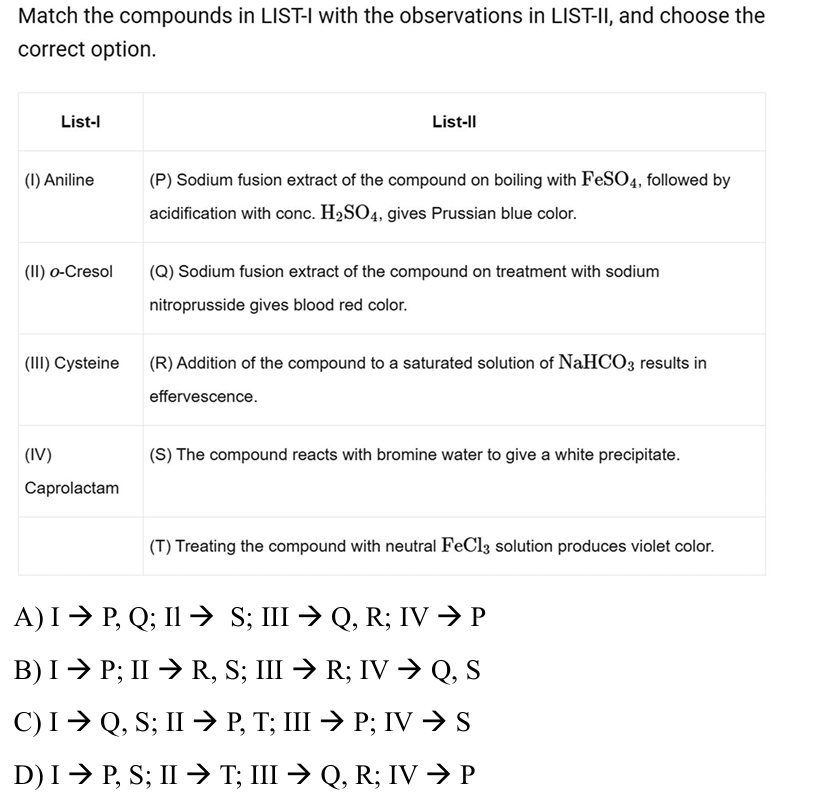 Match the compounds in LIST-I with the observations in LIST-II, and choose the
correct option.
List-I
List-II
(I) Aniline
(P) Sodium fusion extract of the compound on boiling with FeSO₄, followed by
acidification with conc. H₂SO₄, gives Prussian blue color.
(II) o-Cresol
(Q) Sodium fusion extract of the compound on treatment with sodium
nitroprusside gives blood red color.
(III) Cysteine
(R) Addition of the compound to a saturated solution of NaHCO₃ results in
effervescence.
(IV)
Caprolactam
(S) The compound reacts with bromine water to give a white precipitate.
(T) Treating the compound with neutral FeCl₃ solution produces violet color.
A) I → P, Q; Il → S; III → Q, R; IV → P
B) I → P; II → R, S; III → R; IV → Q, S
C) I → Q, S; II → P, T; III → P; IV → S
D) I → P, S; II → T; III → Q, R; IV → P